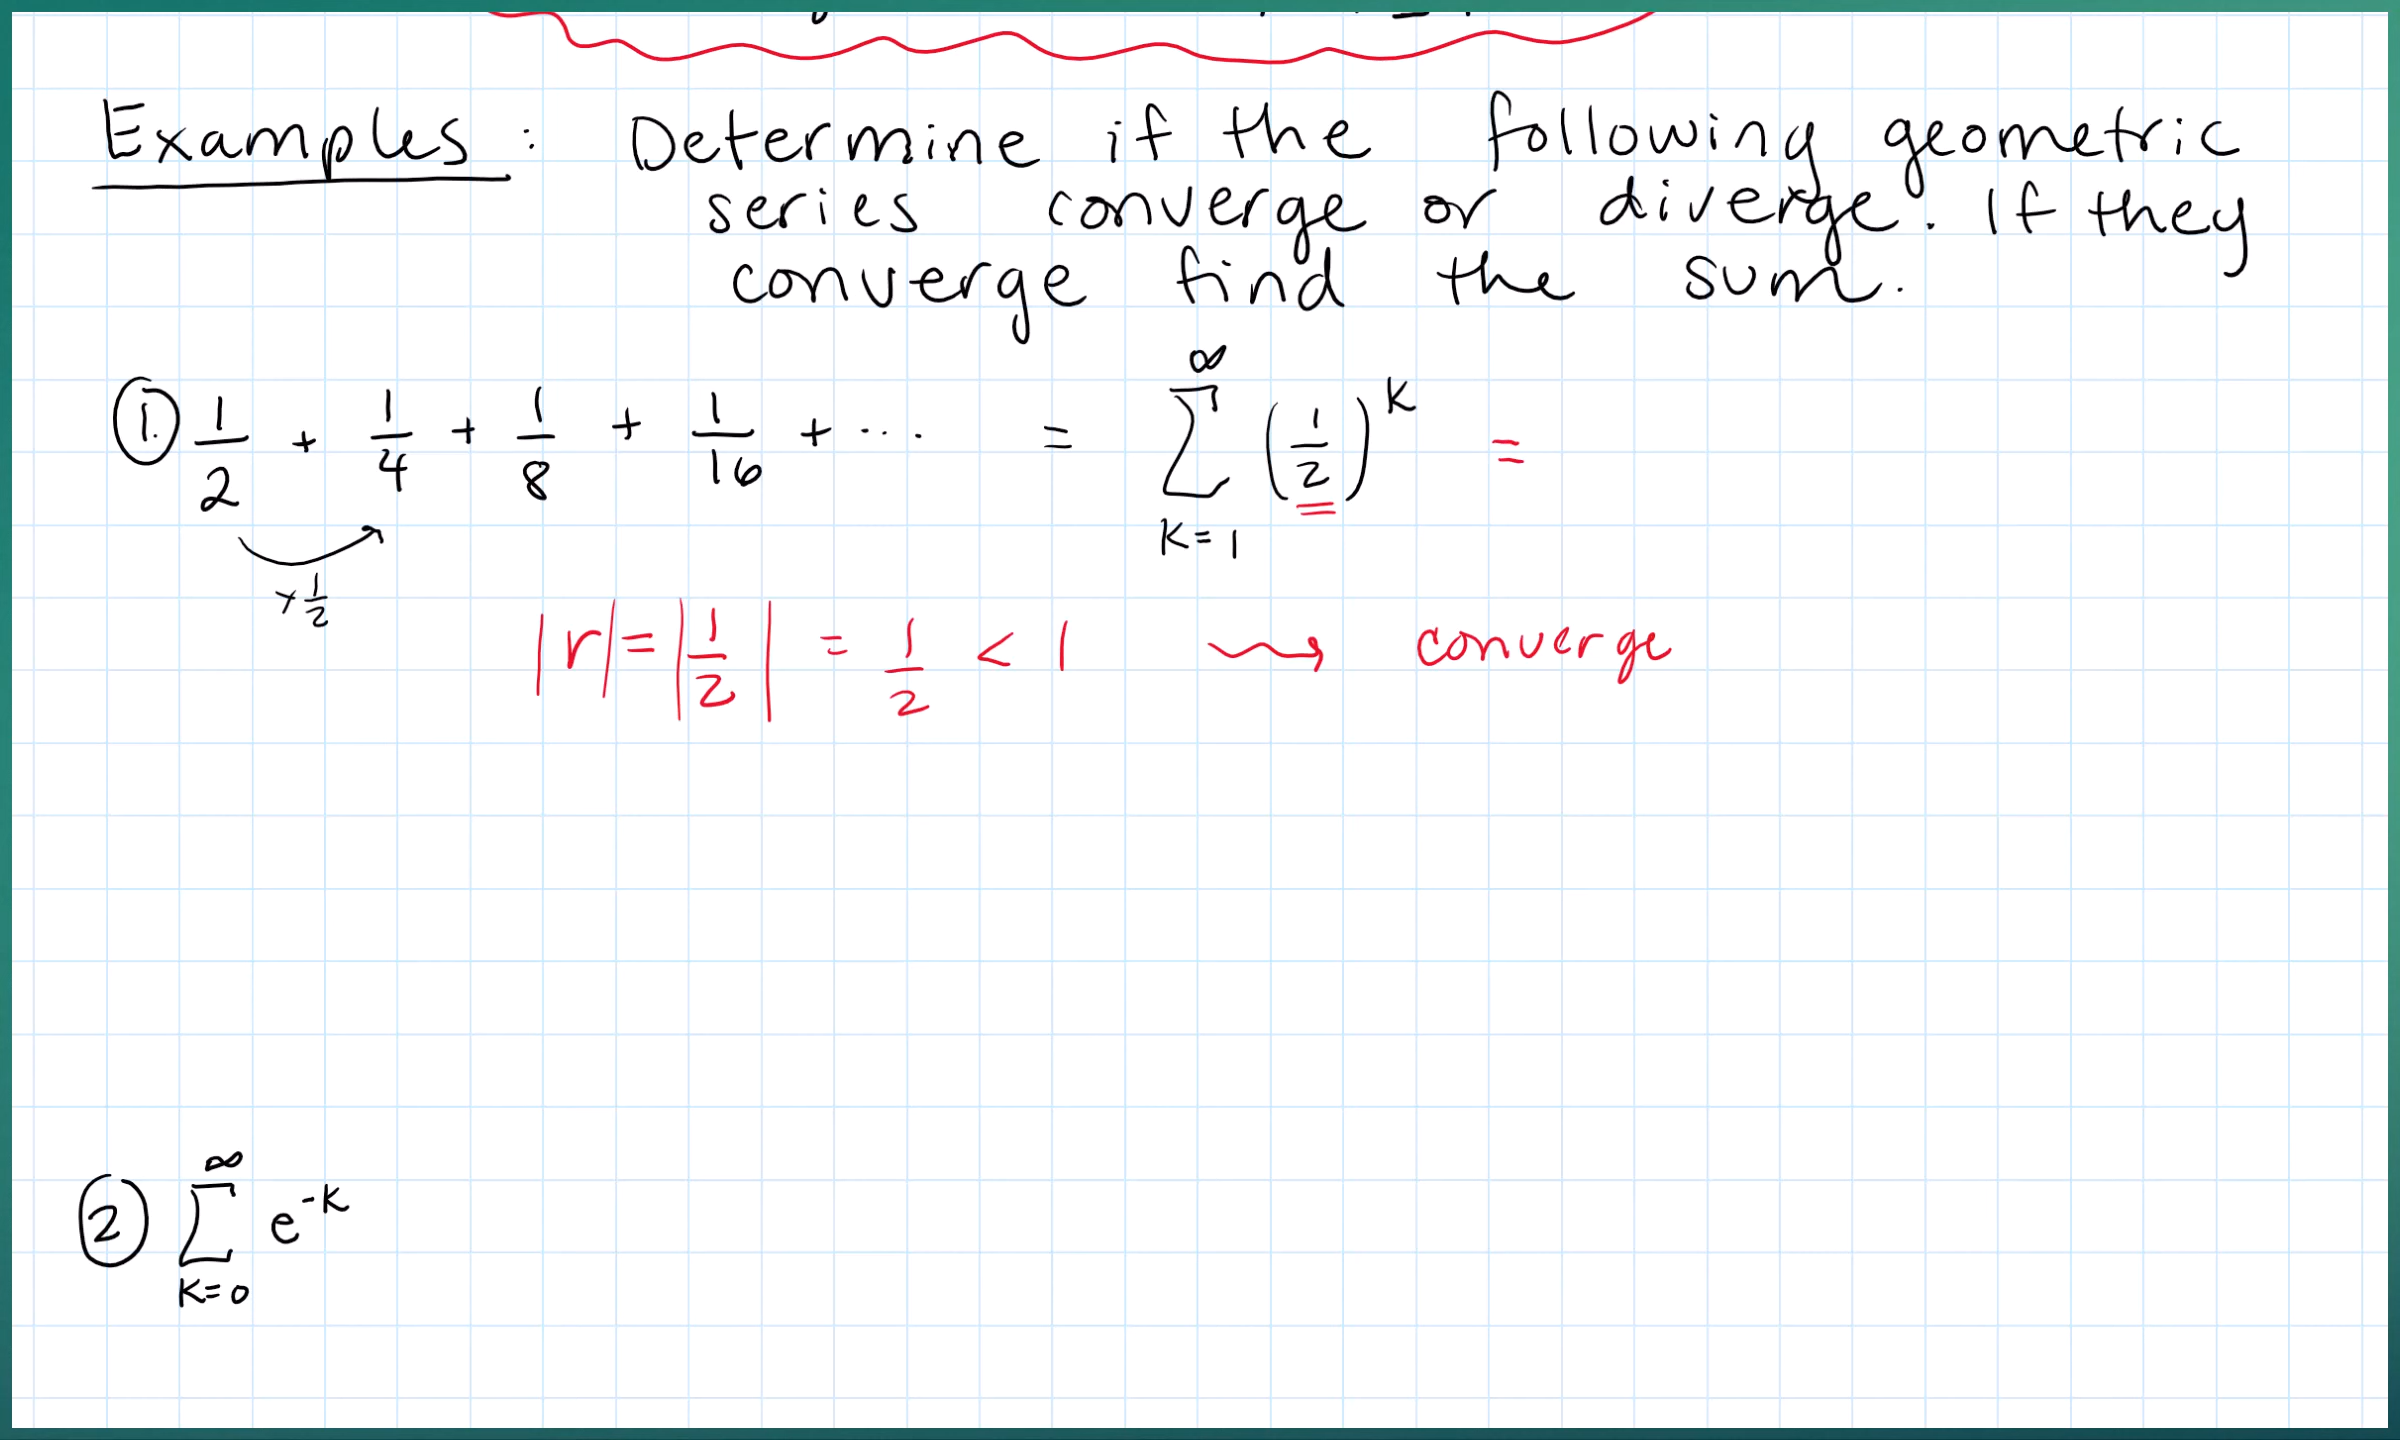 Examples : Determine if the following geometric
series converge or diverge. If they
converge find the sum.
① 1/2 + 1/4 + 1/8 + 1/16 + ··· = ∑_{K=1}^{∞} (1/2)^K =
×1/2
|r| = |1/2| = 1/2 < 1 ⇝ converge
② ∑_{K=0}^{∞} e^{-K}